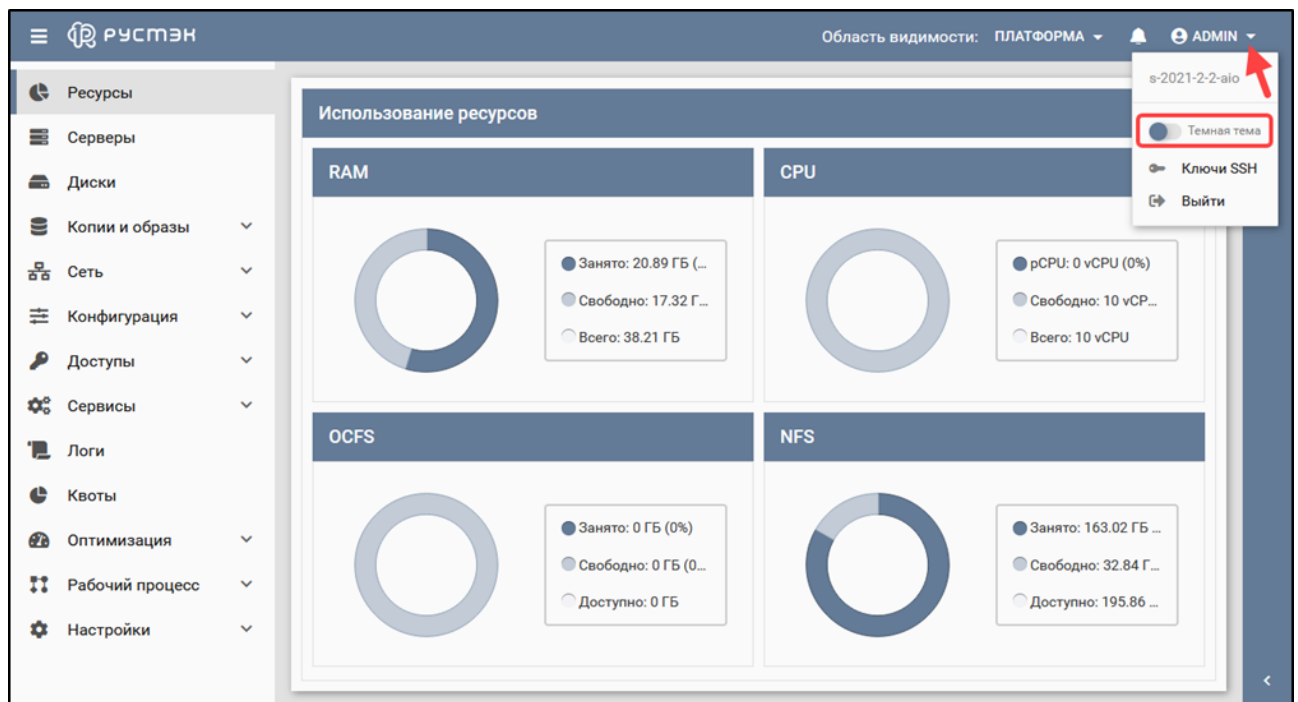 РУСТЭК
Область видимости: ПЛАТФОРМА
ADMIN
s-2021-2-2-aio
Темная тема
Ключи SSH
Выйти
Ресурсы
Серверы
Диски
Копии и образы
Сеть
Конфигурация
Доступы
Сервисы
Логи
Квоты
Оптимизация
Рабочий процесс
Настройки
Использование ресурсов
RAM
Занято: 20.89 ГБ (...
Свободно: 17.32 Г...
Всего: 38.21 ГБ
CPU
pCPU: 0 vCPU (0%)
Свободно: 10 vCP...
Всего: 10 vCPU
OCFS
Занято: 0 ГБ (0%)
Свободно: 0 ГБ (0...
Доступно: 0 ГБ
NFS
Занято: 163.02 ГБ ...
Свободно: 32.84 Г...
Доступно: 195.86 ...